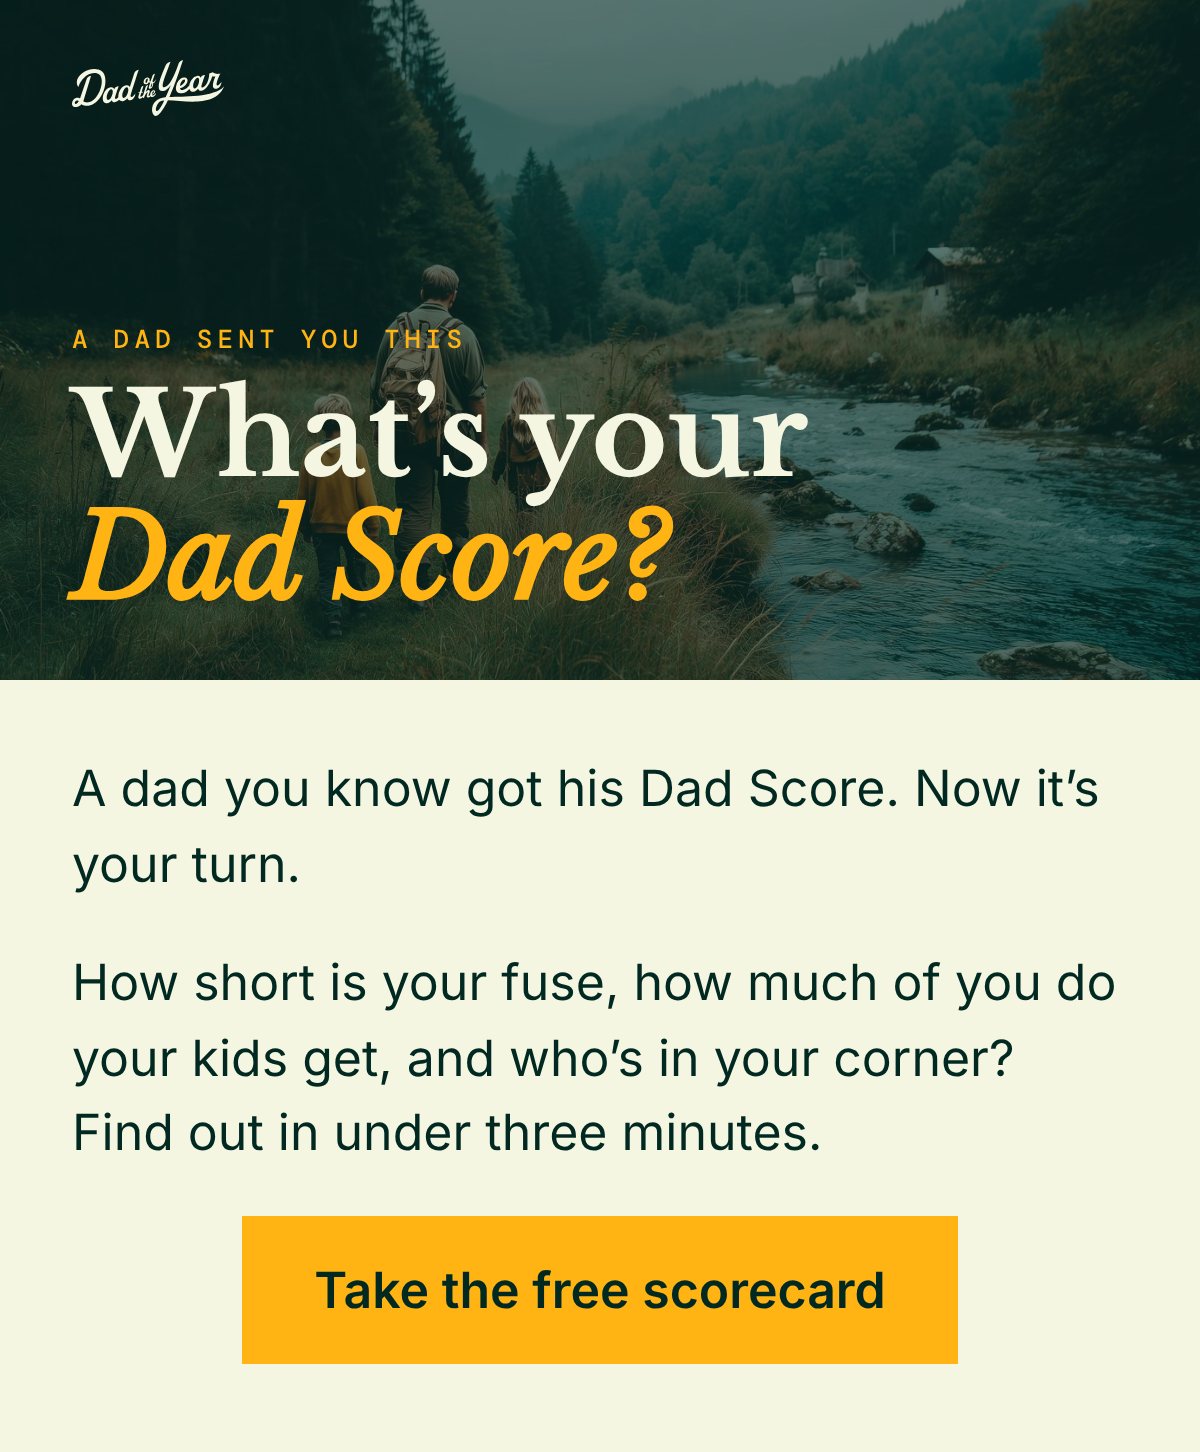 Dad of the Year
A DAD SENT YOU THIS
What’s your
Dad Score?
A dad you know got his Dad Score. Now it’s
your turn.
How short is your fuse, how much of you do
your kids get, and who’s in your corner?
Find out in under three minutes.
Take the free scorecard